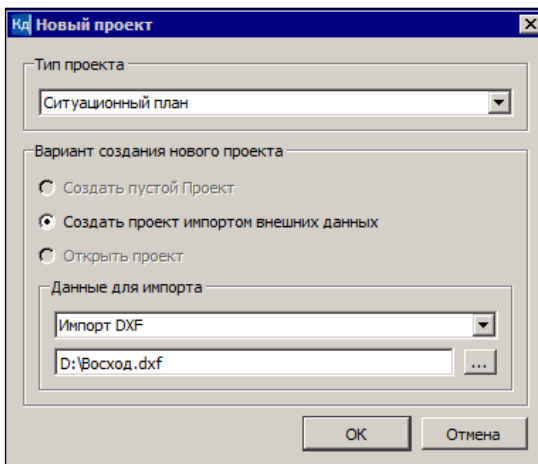 Кд Новый проект
Тип проекта
Ситуационный план
Вариант создания нового проекта
Создать пустой Проект
Создать проект импортом внешних данных
Открыть проект
Данные для импорта
Импорт DXF
D:\Восход.dxf
...
ОК
Отмена